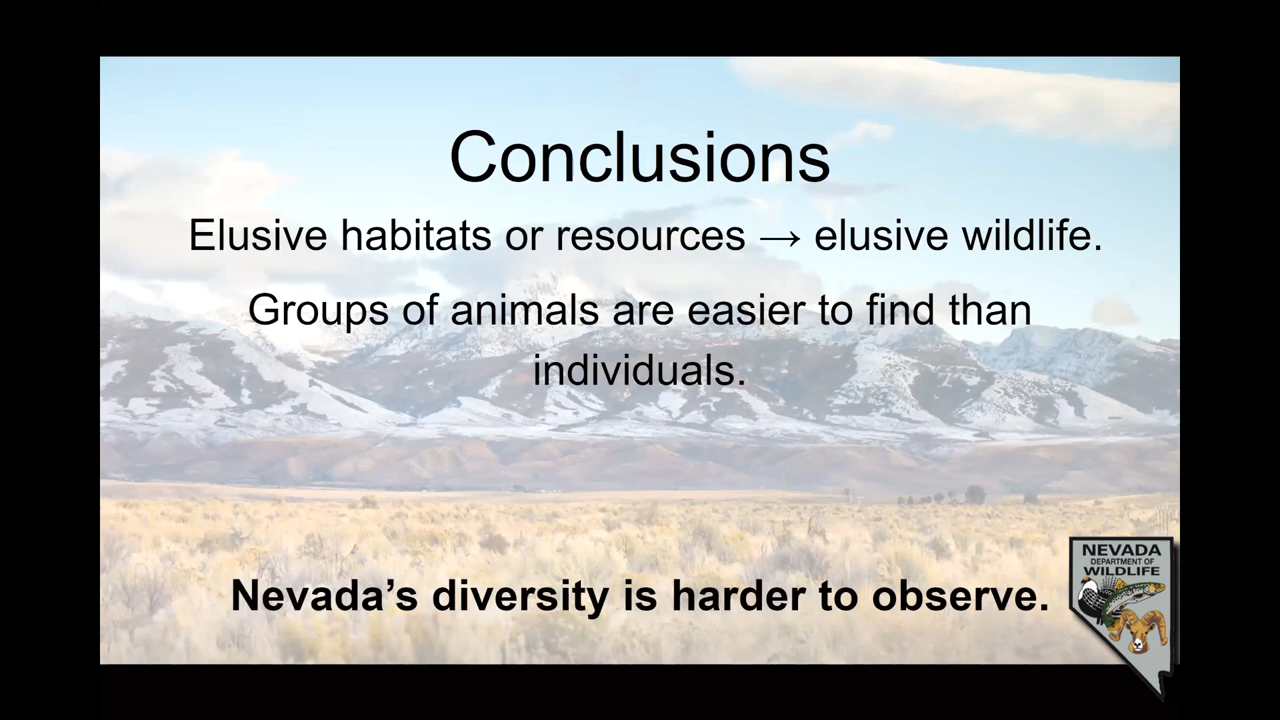 Conclusions
Elusive habitats or resources → elusive wildlife.
Groups of animals are easier to find than
individuals.
Nevada’s diversity is harder to observe.
NEVADA
DEPARTMENT OF
WILDLIFE